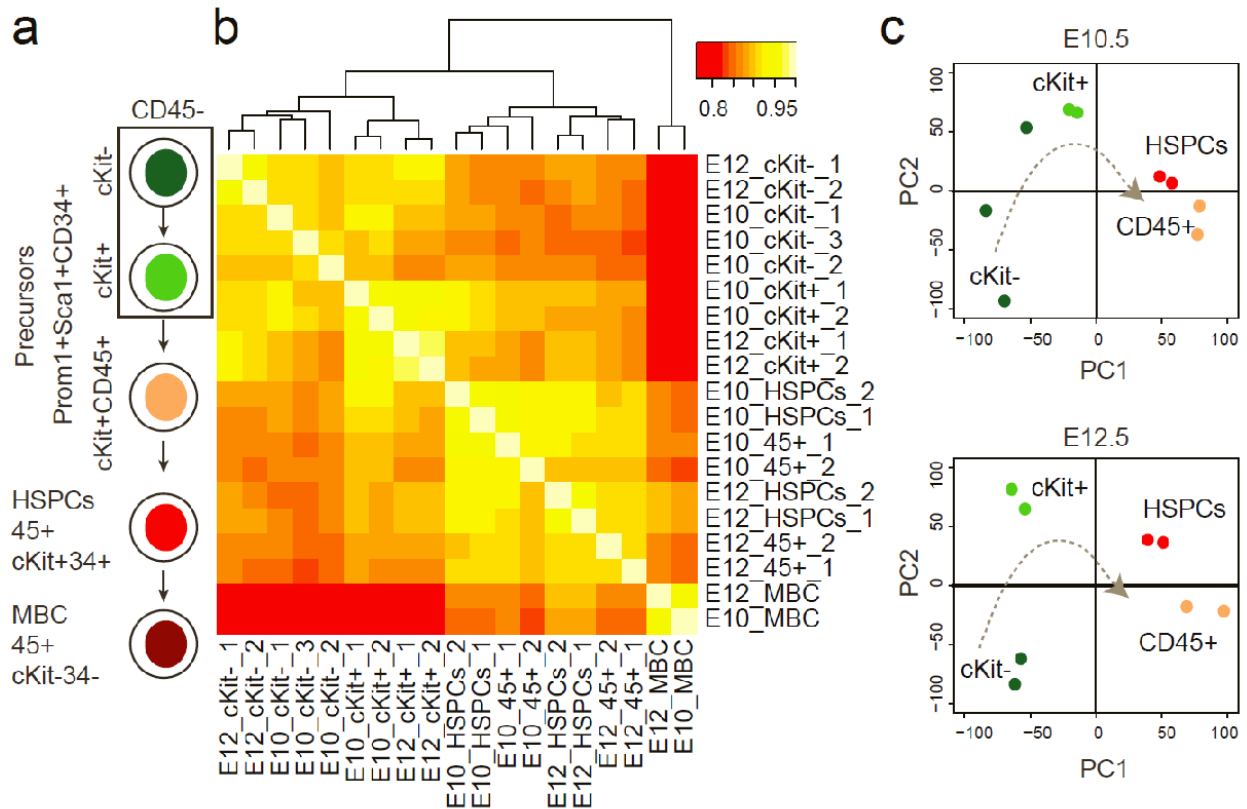 a
CD45-
cKit-
cKit+
cKit+CD45+
Precursors
Prom1+Sca1+CD34+
HSPCs
45+
cKit+34+
MBC
45+
cKit-34-
b
0.8 0.95
E12_cKit-_1
E12_cKit-_2
E10_cKit-_1
E10_cKit-_3
E10_cKit-_2
E10_cKit+_1
E10_cKit+_2
E12_cKit+_1
E12_cKit+_2
E10_HSPCs_2
E10_HSPCs_1
E10_45+_1
E10_45+_2
E12_HSPCs_2
E12_HSPCs_1
E12_45+_2
E12_45+_1
E12_MBC
E10_MBC
E12_cKit-_1
E12_cKit-_2
E10_cKit-_1
E10_cKit-_3
E10_cKit-_2
E10_cKit+_1
E10_cKit+_2
E12_cKit+_1
E12_cKit+_2
E10_HSPCs_2
E10_HSPCs_1
E10_45+_1
E10_45+_2
E12_HSPCs_2
E12_HSPCs_1
E12_45+_2
E12_45+_1
E12_MBC
E10_MBC
c
E10.5
PC2
100
50
0
-50
-100
cKit+
HSPCs
CD45+
cKit-
-100 -50 0 50 100
PC1
E12.5
PC2
100
50
0
-50
-100
cKit+
HSPCs
CD45+
cKit-
-100 -50 0 50 100
PC1